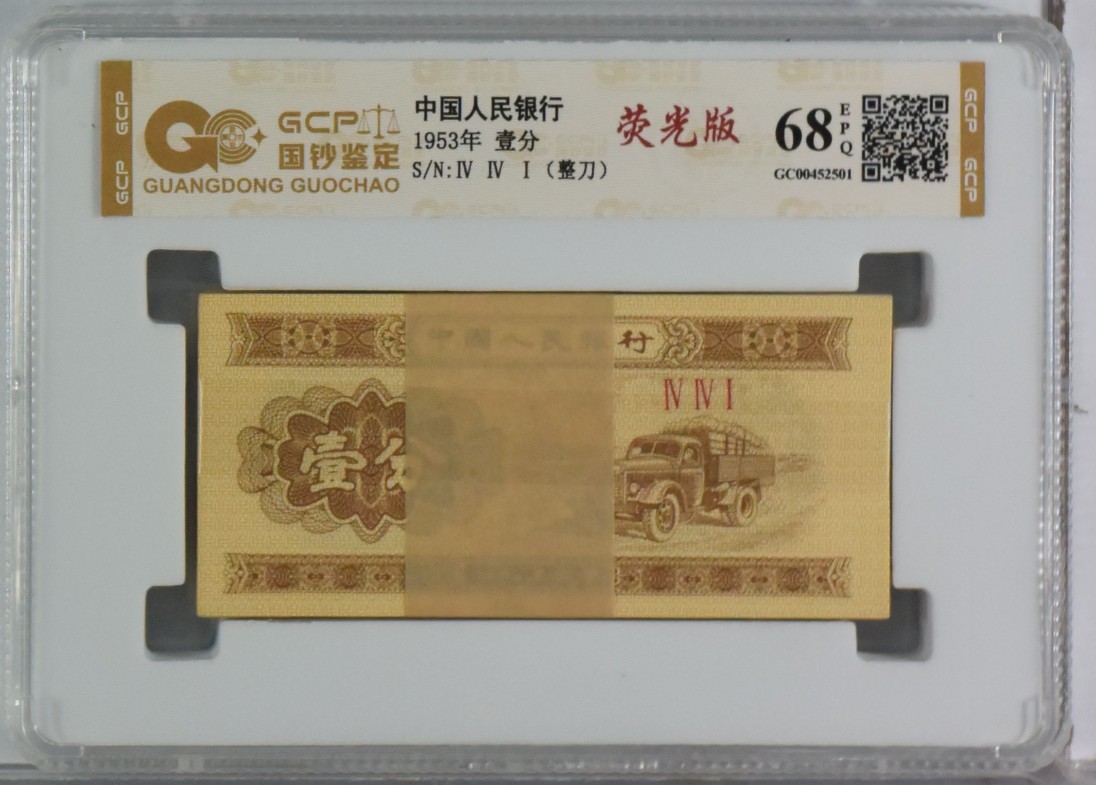 GCP
GCP
GC GCP
国钞鉴定
GUANGDONG GUOCHAO
中国人民银行
1953年 壹分
S/N:Ⅳ Ⅳ Ⅰ（整刀）
荧光版
68
EPQ
GC00452501
GCP
GCP
中国人民银行
ⅣⅣⅠ
壹分